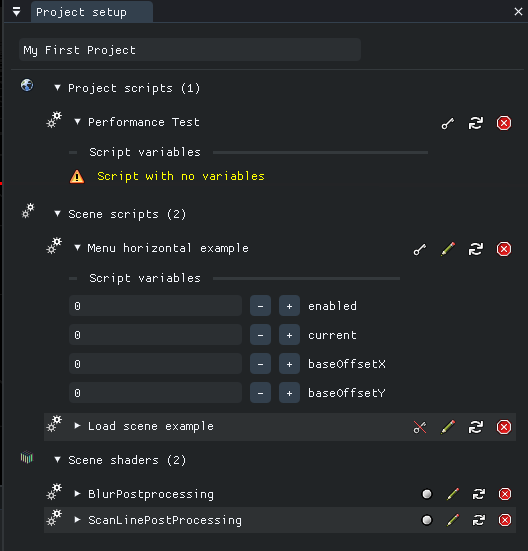 Project setup
My First Project
Project scripts (1)
Performance Test
Script variables
Script with no variables
Scene scripts (2)
Menu horizontal example
Script variables
0 - + enabled
0 - + current
0 - + baseOffsetX
0 - + baseOffsetY
Load scene example
Scene shaders (2)
BlurPostprocessing
ScanLinePostProcessing